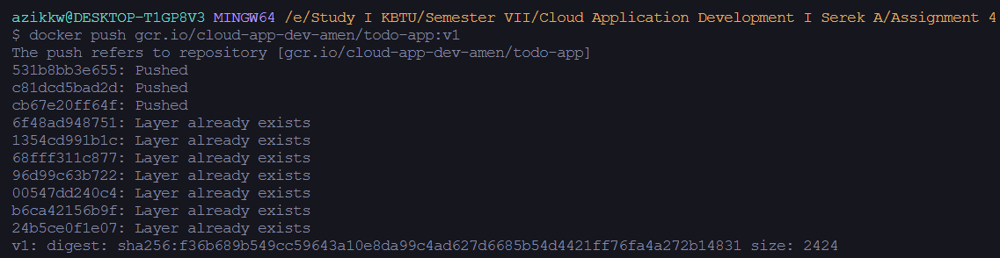 azikkw@DESKTOP-T1GP8V3 MINGW64 /e/Study I KBTU/Semester VII/Cloud Application Development I Serek A/Assignment 4
$ docker push gcr.io/cloud-app-dev-amen/todo-app:v1
The push refers to repository [gcr.io/cloud-app-dev-amen/todo-app]
531b8bb3e655: Pushed
c81dcd5bad2d: Pushed
cb67e20ff64f: Pushed
6f48ad948751: Layer already exists
1354cd991b1c: Layer already exists
68fff311c877: Layer already exists
96d99c63b722: Layer already exists
00547dd240c4: Layer already exists
b6ca42156b9f: Layer already exists
24b5ce0f1e07: Layer already exists
v1: digest: sha256:f36b689b549cc59643a10e8da99c4ad627d6685b54d4421ff76fa4a272b14831 size: 2424